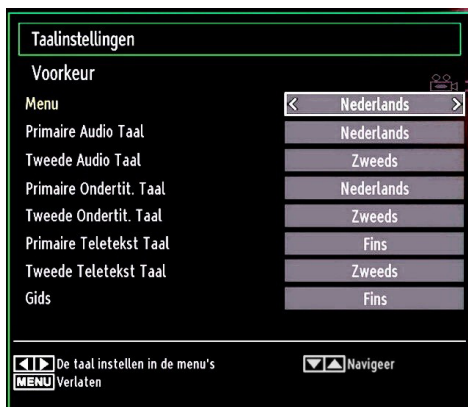 Taalinstellingen
Voorkeur
Menu < Nederlands >
Primaire Audio Taal Nederlands
Tweede Audio Taal Zweeds
Primaire Ondertit. Taal Nederlands
Tweede Ondertit. Taal Zweeds
Primaire Teletekst Taal Fins
Tweede Teletekst Taal Zweeds
Gids Fins
De taal instellen in de menu's Navigeer
MENU Verlaten